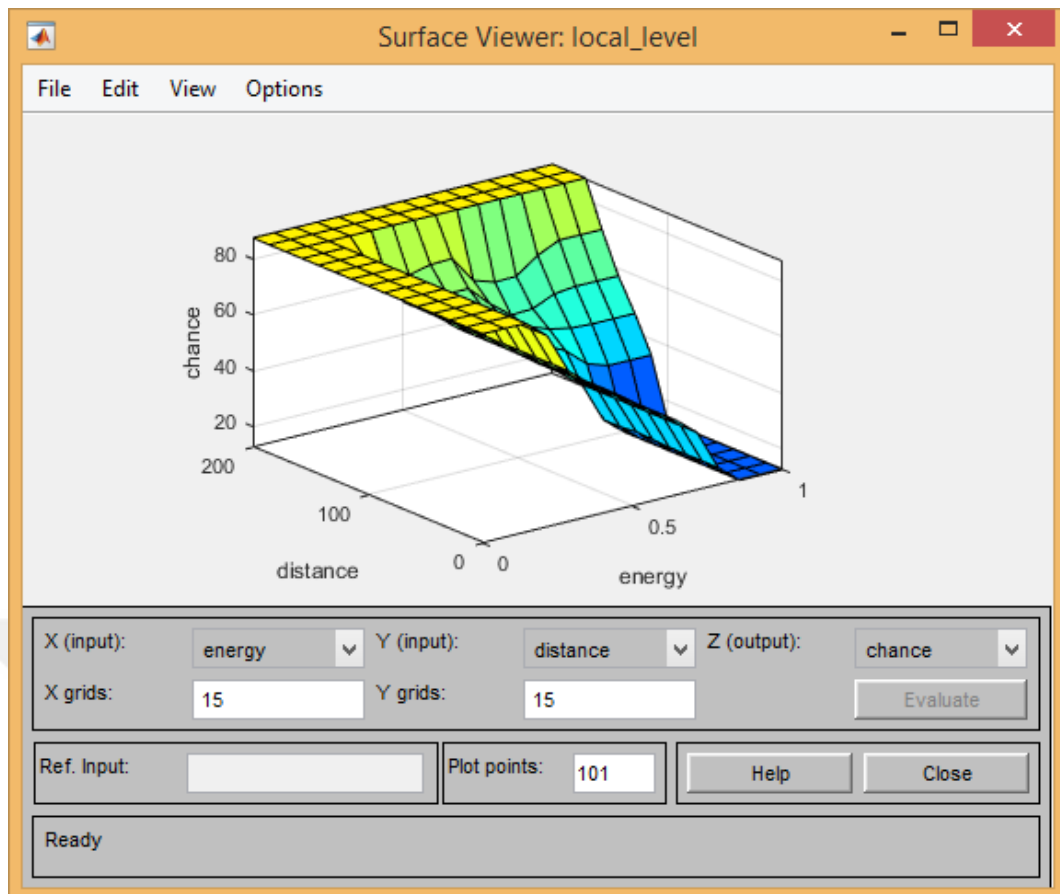 Surface Viewer: local_level
File Edit View Options
80
60
40
20
chance
200
100
0
distance
0
0.5
1
energy
X (input): energy Y (input): distance Z (output): chance
X grids: 15 Y grids: 15 Evaluate
Ref. Input: Plot points: 101 Help Close
Ready